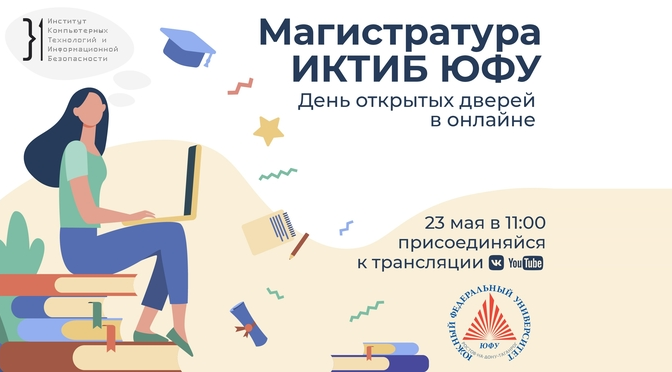 Институт
Компьютерных
Технологий и
Информационной
Безопасности
Магистратура
ИКТИБ ЮФУ
День открытых дверей
в онлайне
23 мая в 11:00
присоединяйся
к трансляции VK YouTube
ЮЖНЫЙ ФЕДЕРАЛЬНЫЙ УНИВЕРСИТЕТ
ЮФУ